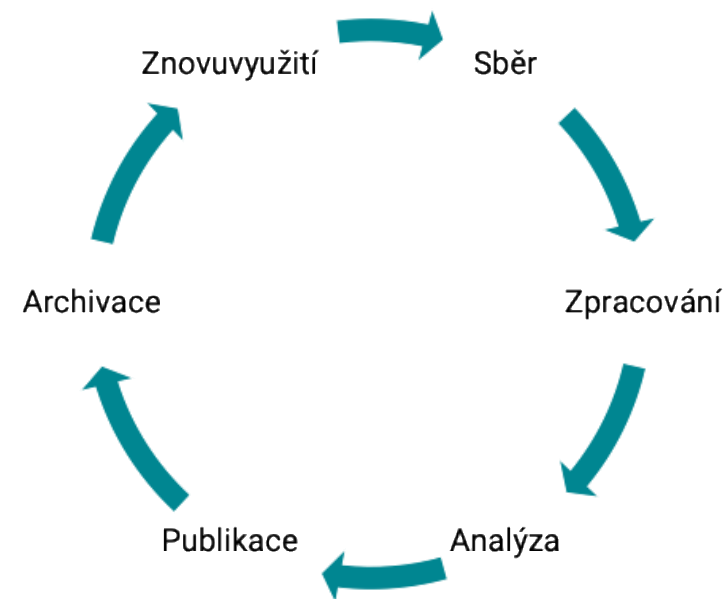 Znovuvyužití
Sběr
Archivace
Zpracování
Publikace
Analýza